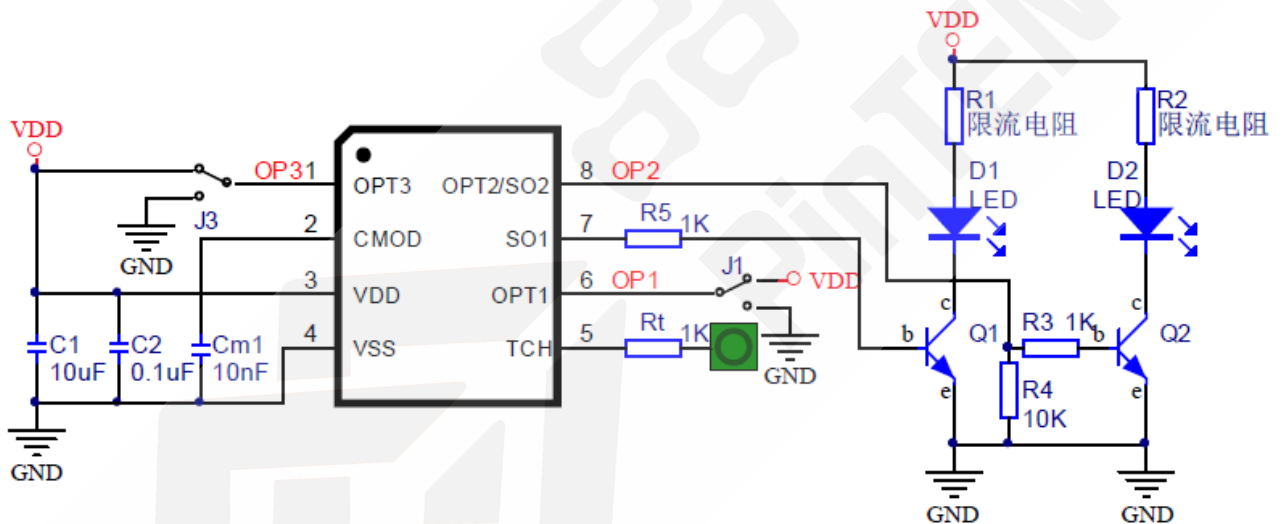 VDD
VDD
OP3
1
J3
GND
2
3
4
C1
10uF
C2
0.1uF
Cm1
10nF
GND
OPT3
CMOD
VDD
VSS
OPT2/SO2
SO1
OPT1
TCH
8
OP2
7
R5
1K
6
OP1
J1
VDD
5
Rt
1K
GND
R1
限流电阻
R2
限流电阻
D1
LED
D2
LED
c
b
Q1
e
R3
1K
R4
10K
c
b
Q2
e
GND
GND
品
PinTENG